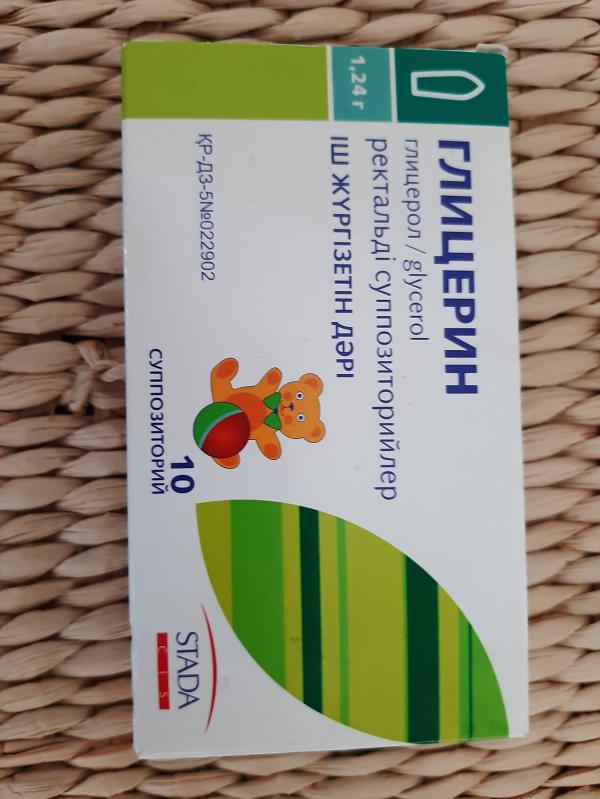 1,24 г
ГЛИЦЕРИН
глицерол / glycerol
ректальді суппозиторийлер
ІШ ЖҮРГІЗЕТІН ДӘРІ
ҚР-ДЗ-5№022902
10
СУППОЗИТОРИЙ
STADA
CIS